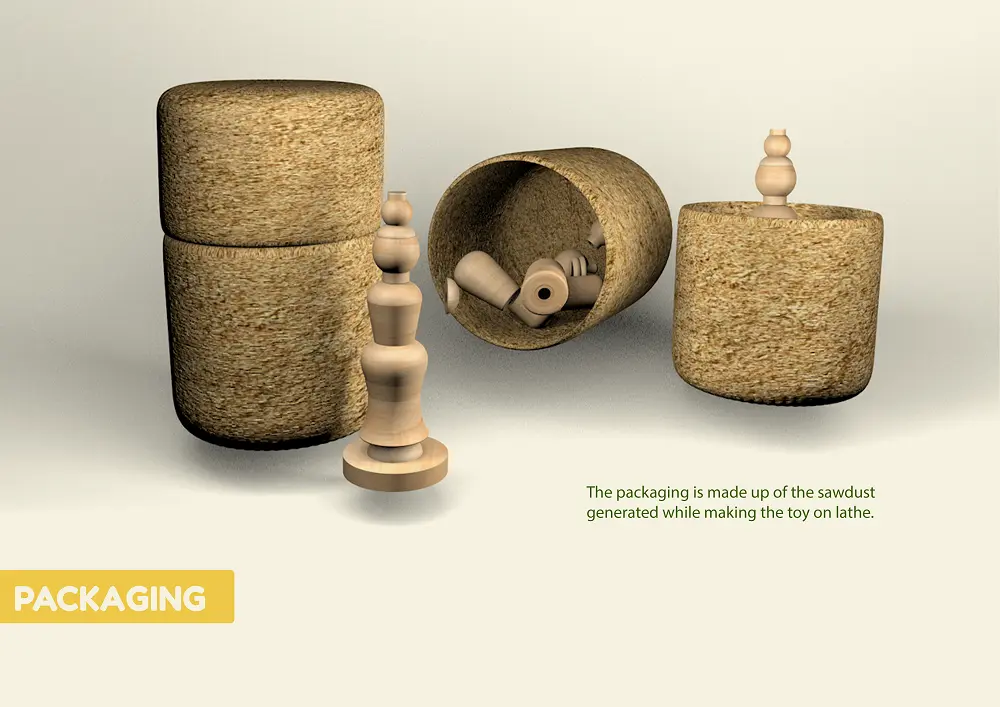 The packaging is made up of the sawdust
generated while making the toy on lathe.
PACKAGING